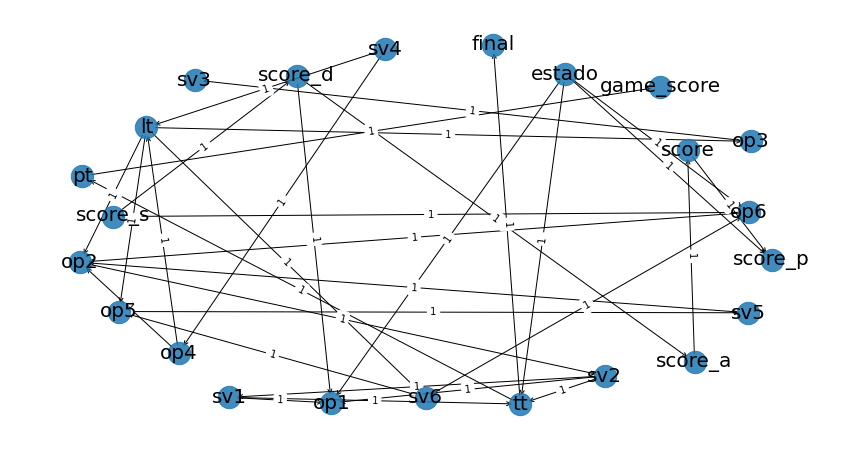 final
sv4
estado
score_d
sv3
game_score
1
1
lt
1
1
1
op3
1
1
score
pt
1
1
1
1
score_s
1
1
1
op6
1
1
1
1
1
1
score_p
op2
1
1
1
1
1
op5
1
sv5
1
op4
1
score_a
sv2
1
1
1
sv1
1
op1
1
sv6
tt